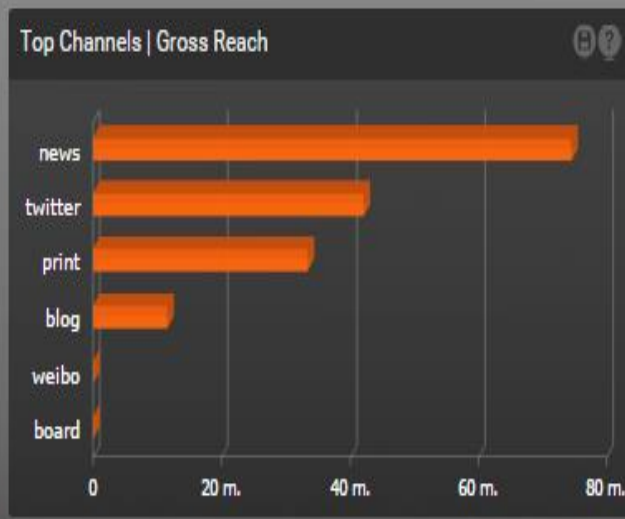 Top Channels | Gross Reach
news
twitter
print
blog
weibo
board
0 20 m. 40 m. 60 m. 80 m.